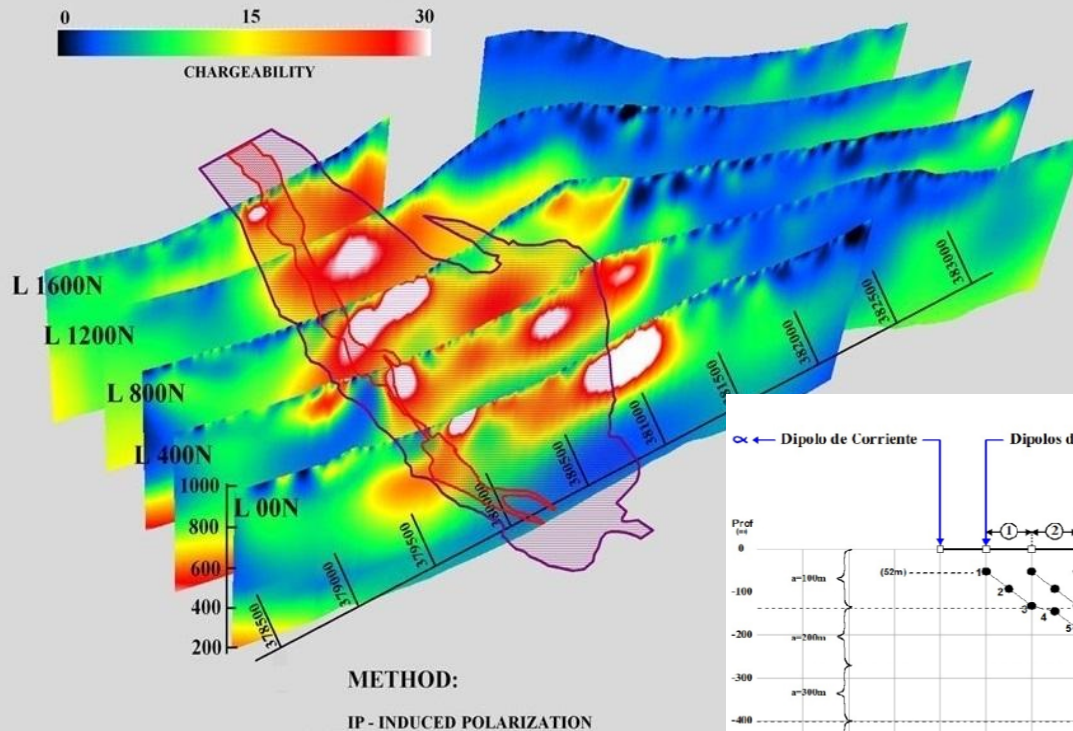 0 15 30
CHARGEABILITY
L 1600N
L 1200N
L 800N
L 400N
L 00N
1000
800
600
400
200
378500
379000
379500
380000
380500
381000
381500
382000
382500
383000
METHOD:
IP - INDUCED POLARIZATION
∝ Dipolo de Corriente Dipolos d
1 2
Prof
(m)
0
-100
-200
-300
-400
(52m)
a=100m
a=200m
a=300m
1
2
3
4
5